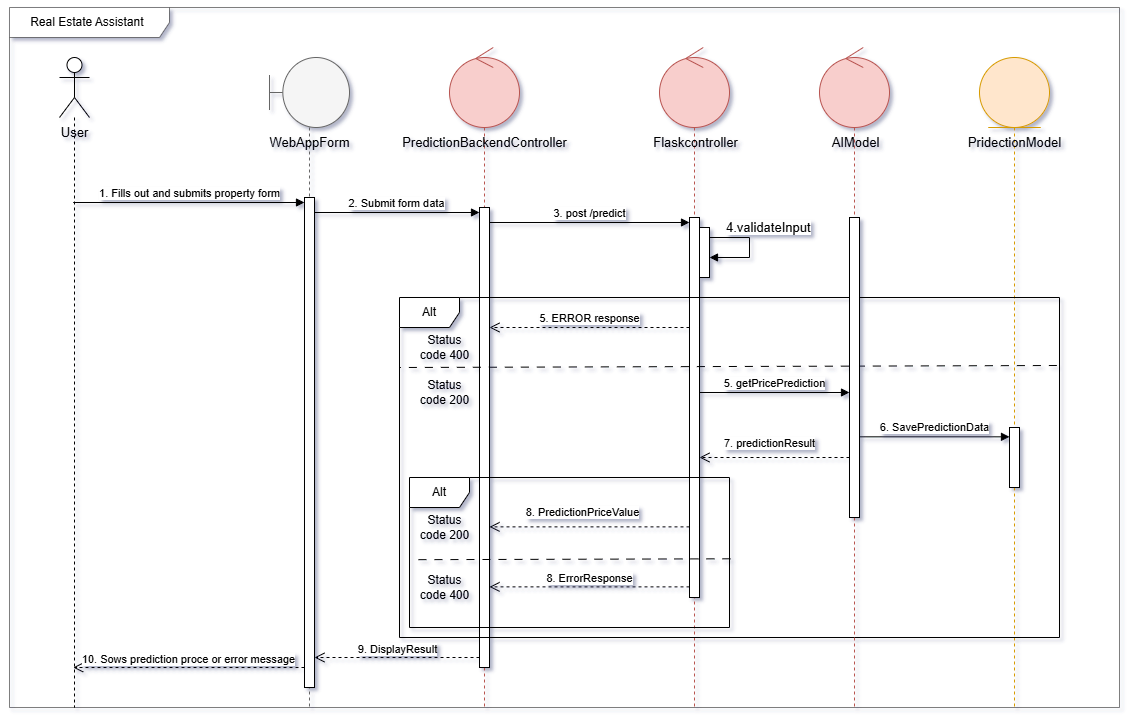 Real Estate Assistant
User
WebAppForm
PredictionBackendController
Flaskcontroller
AIModel
PridectionModel
1. Fills out and submits property form
2. Submit form data
3. post /predict
4.validateInput
Alt
5. ERROR response
Status
code 400
Status
code 200
5. getPricePrediction
6. SavePredictionData
7. predictionResult
Alt
8. PredictionPriceValue
Status
code 200
8. ErrorResponse
Status
code 400
9. DisplayResult
10. Sows prediction proce or error message